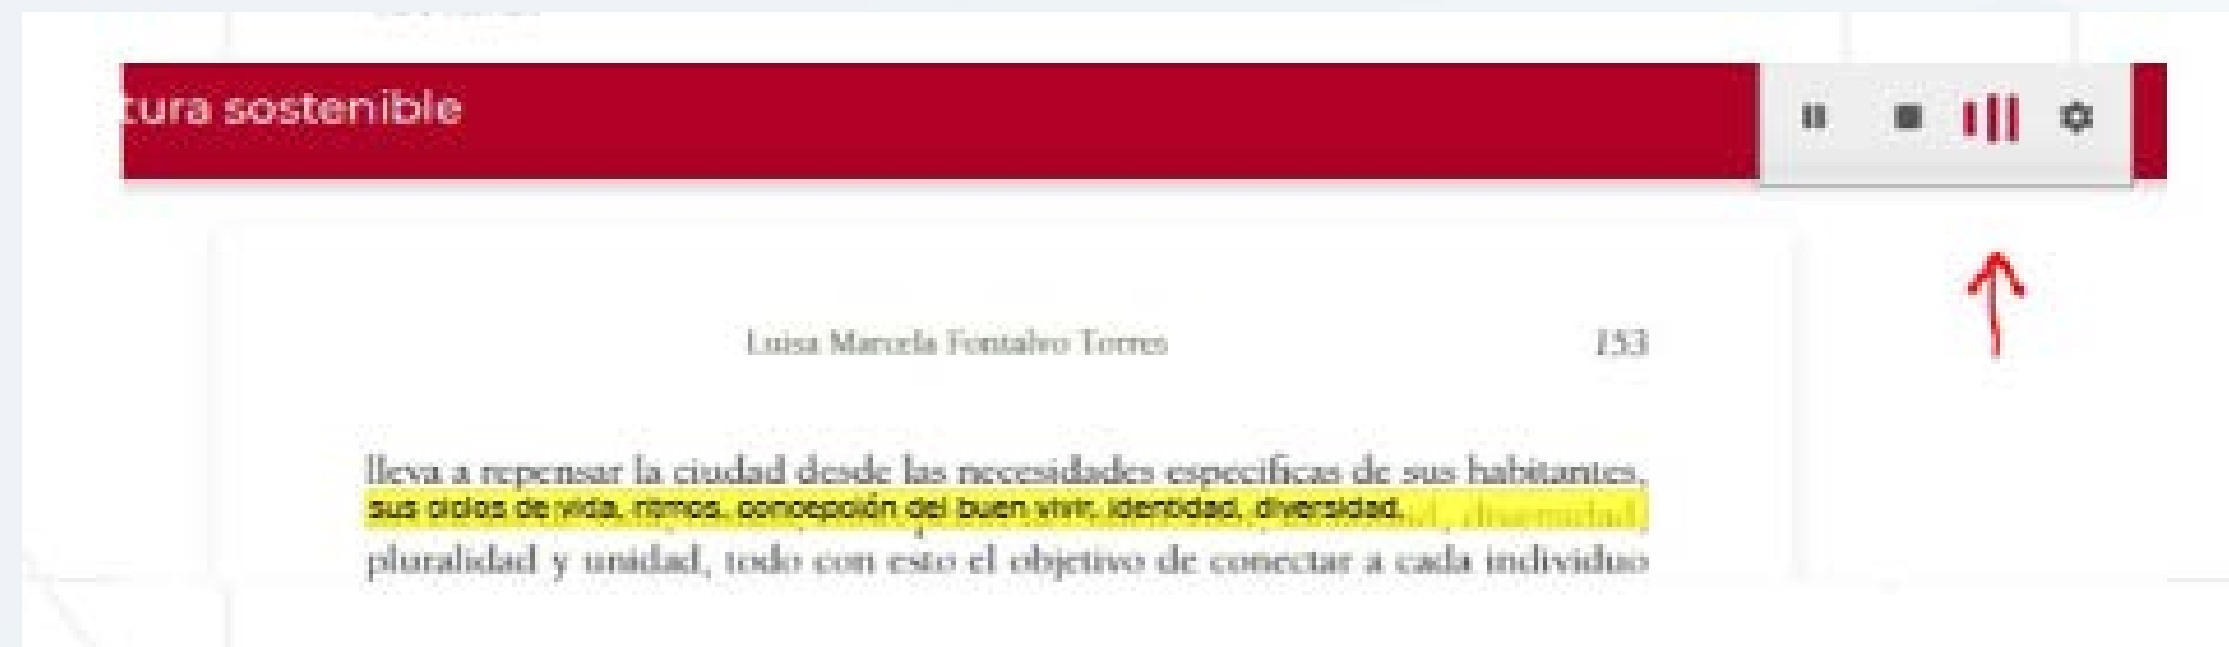 tura sostenible
Luisa Marcela Fontalvo Torres 153
lleva a repensar la ciudad desde las necesidades específicas de sus habitantes,
sus ciclos de vida, ritmos, concepción del buen vivir, identidad, diversidad,
pluralidad y unidad, todo con esto el objetivo de conectar a cada individuo